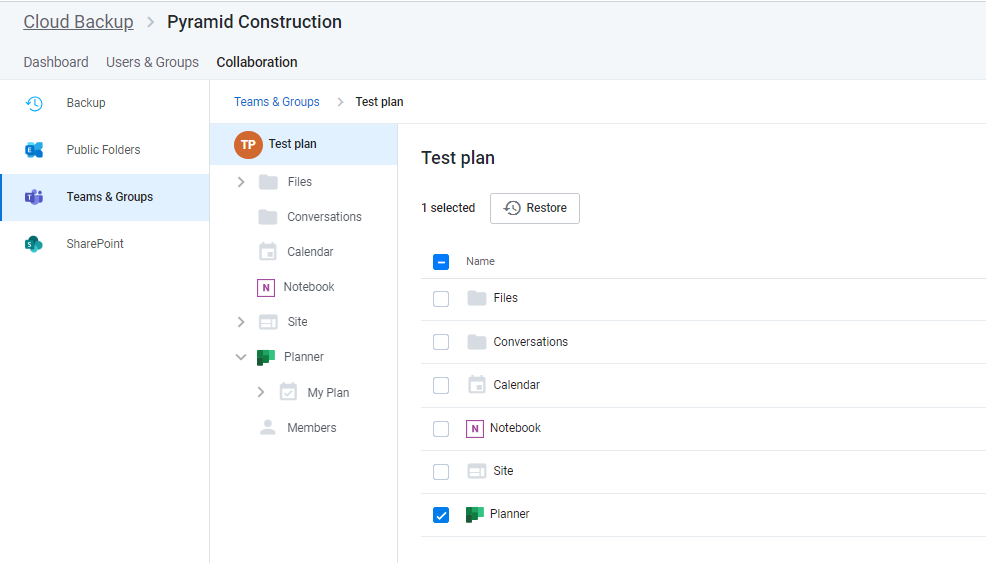 Cloud Backup > Pyramid Construction
Dashboard Users & Groups Collaboration
Backup
Public Folders
Teams & Groups
SharePoint
Teams & Groups > Test plan
TP Test plan
Files
Conversations
Calendar
N Notebook
Site
Planner
My Plan
Members
Test plan
1 selected Restore
Name
Files
Conversations
Calendar
N Notebook
Site
Planner